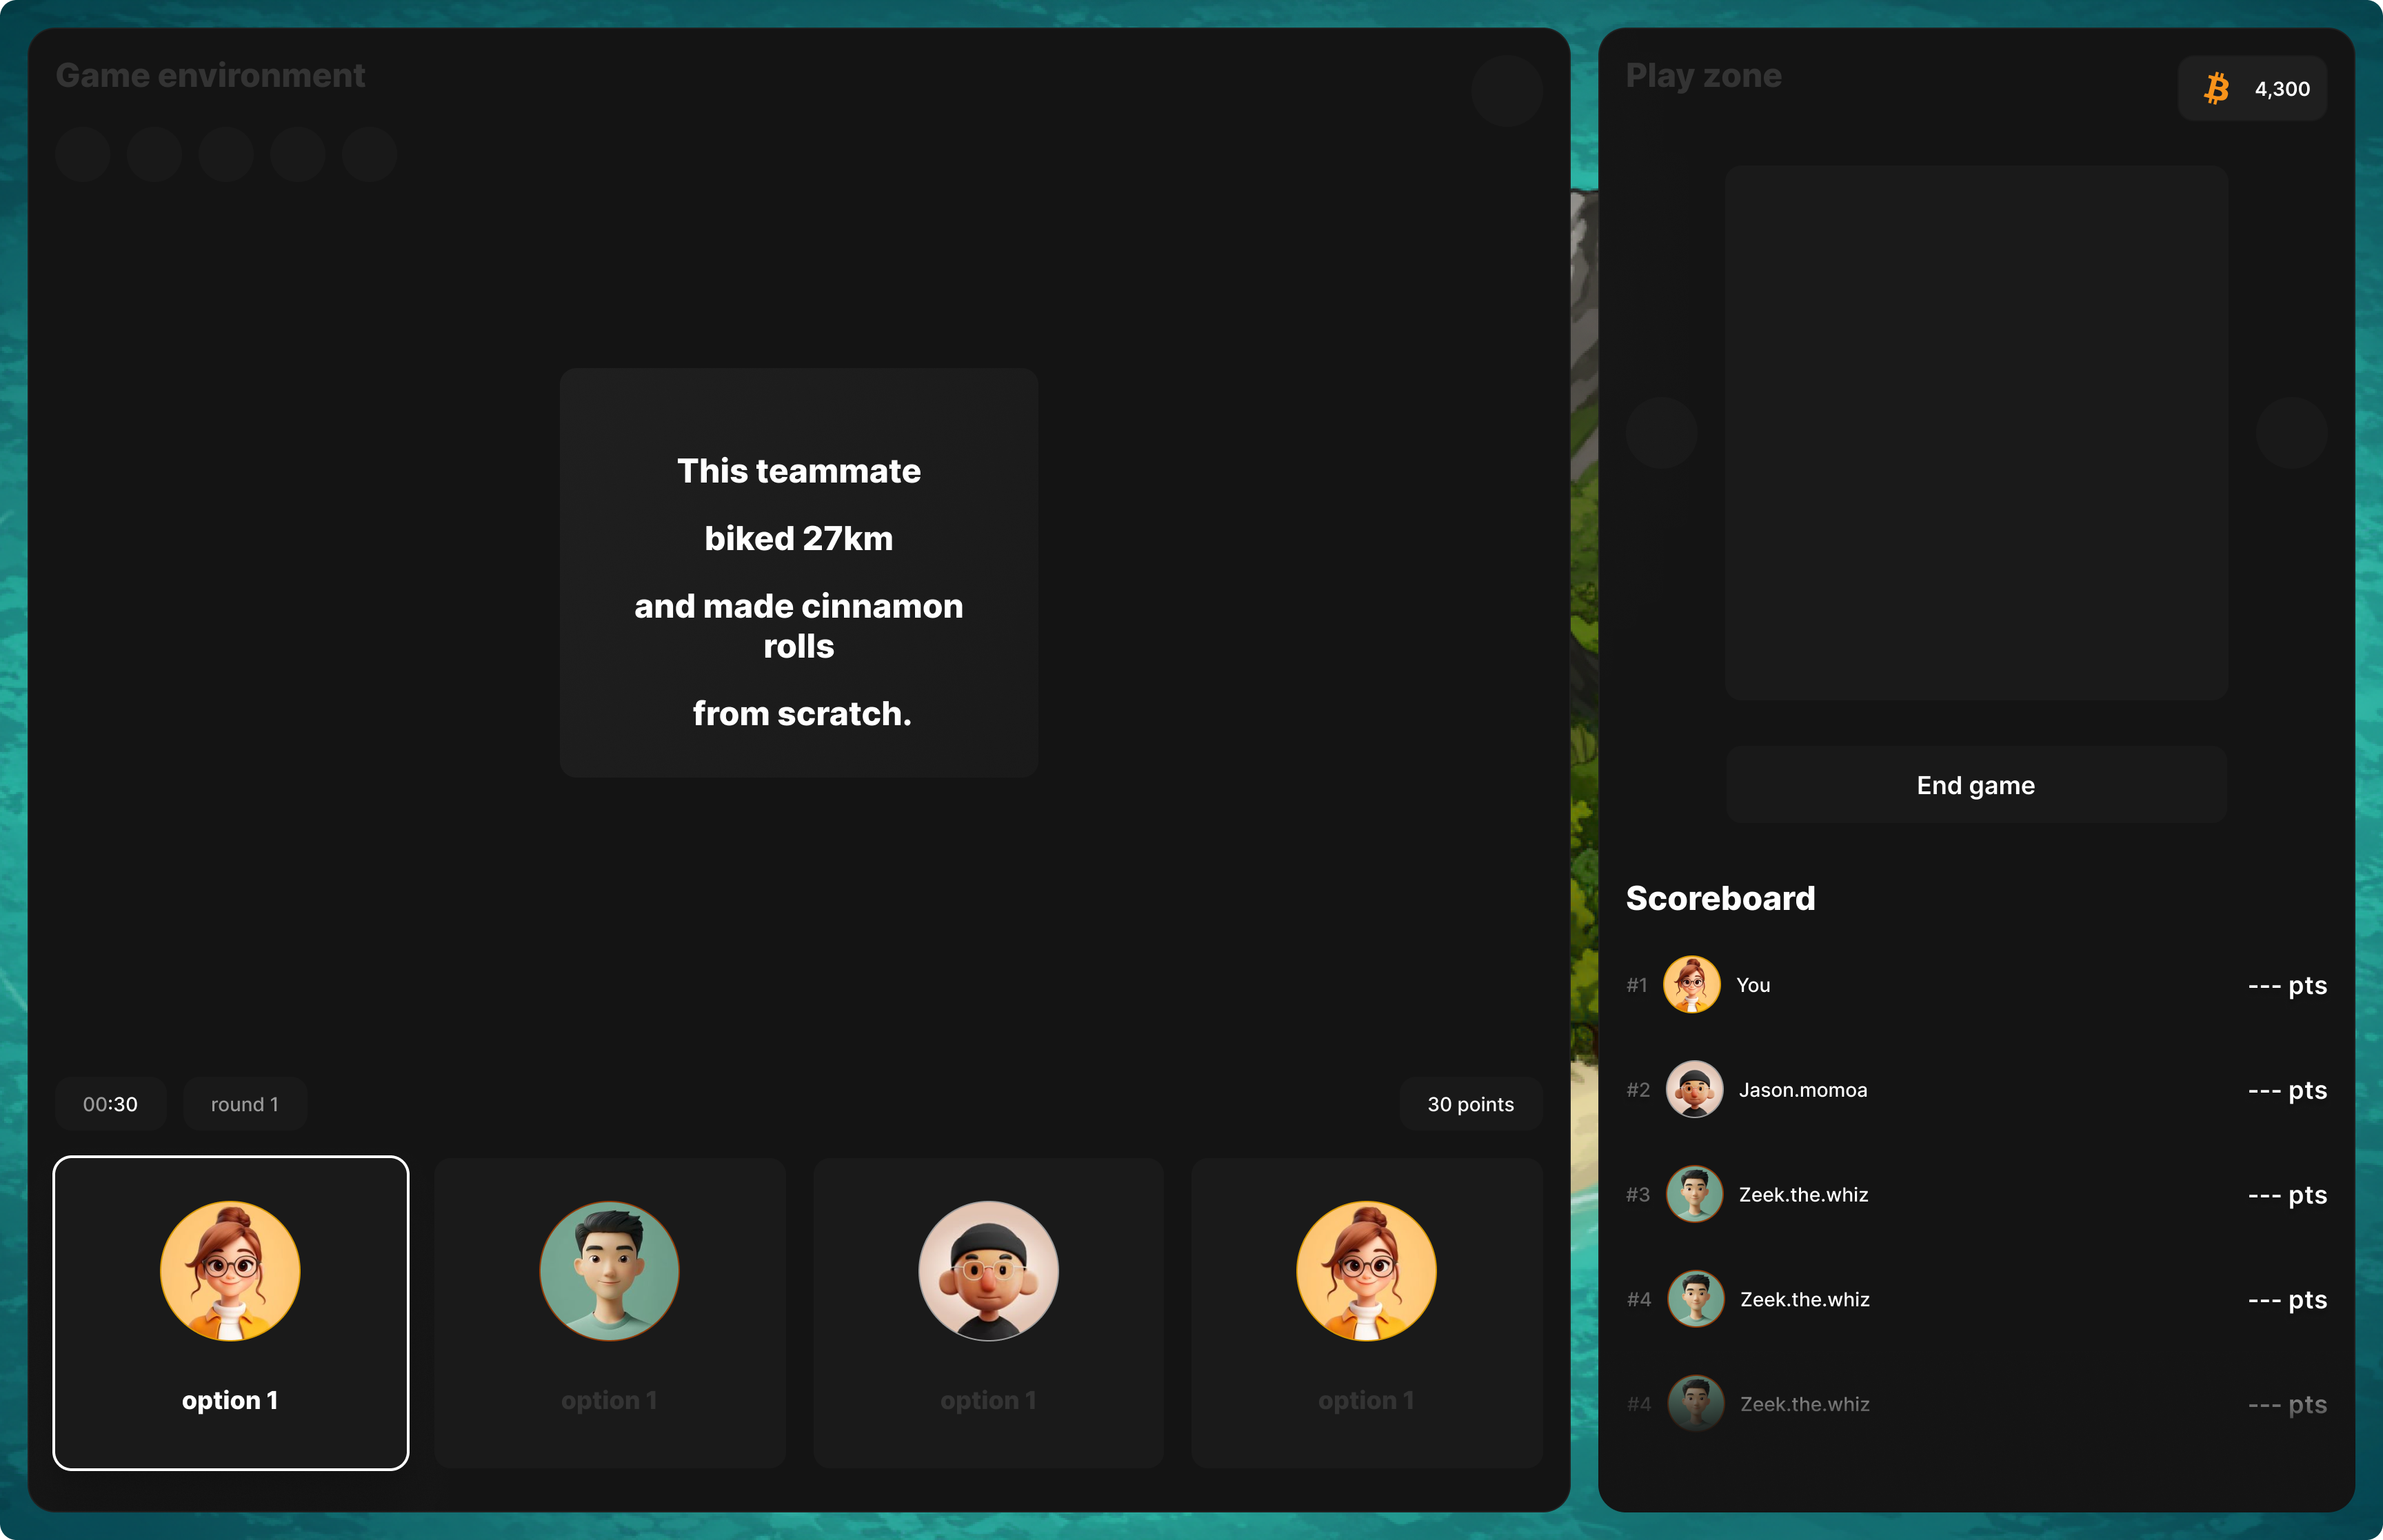 Game environment
This teammate
biked 27km
and made cinnamon
rolls
from scratch.
00:30
round 1
30 points
option 1
option 1
option 1
option 1
Play zone
4,300
End game
Scoreboard
#1 You --- pts
#2 Jason.momoa --- pts
#3 Zeek.the.whiz --- pts
#4 Zeek.the.whiz --- pts
#4 Zeek.the.whiz --- pts